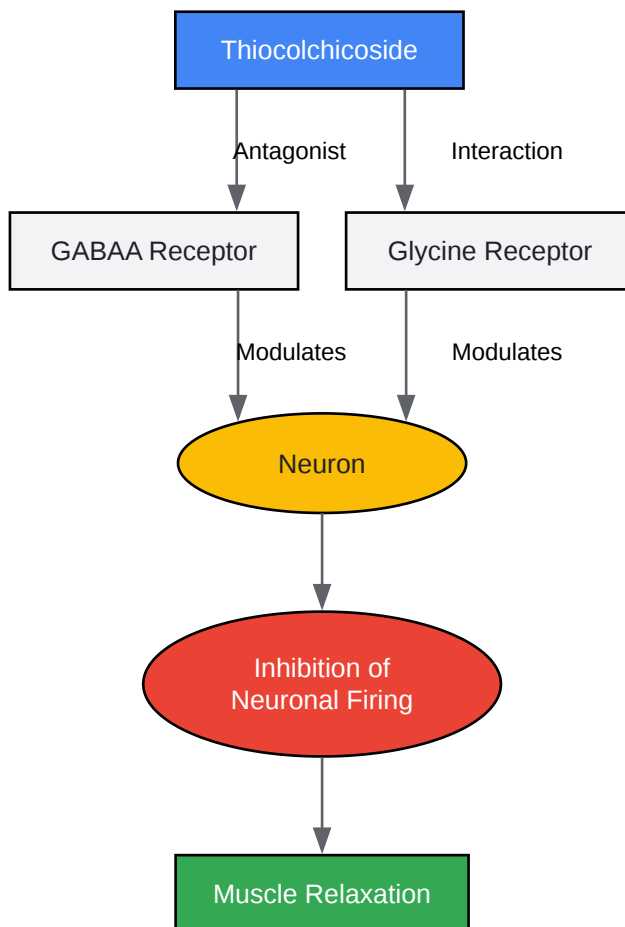 Thiocolchicoside
Antagonist
Interaction
GABAA Receptor
Glycine Receptor
Modulates
Modulates
Neuron
Inhibition of
Neuronal Firing
Muscle Relaxation